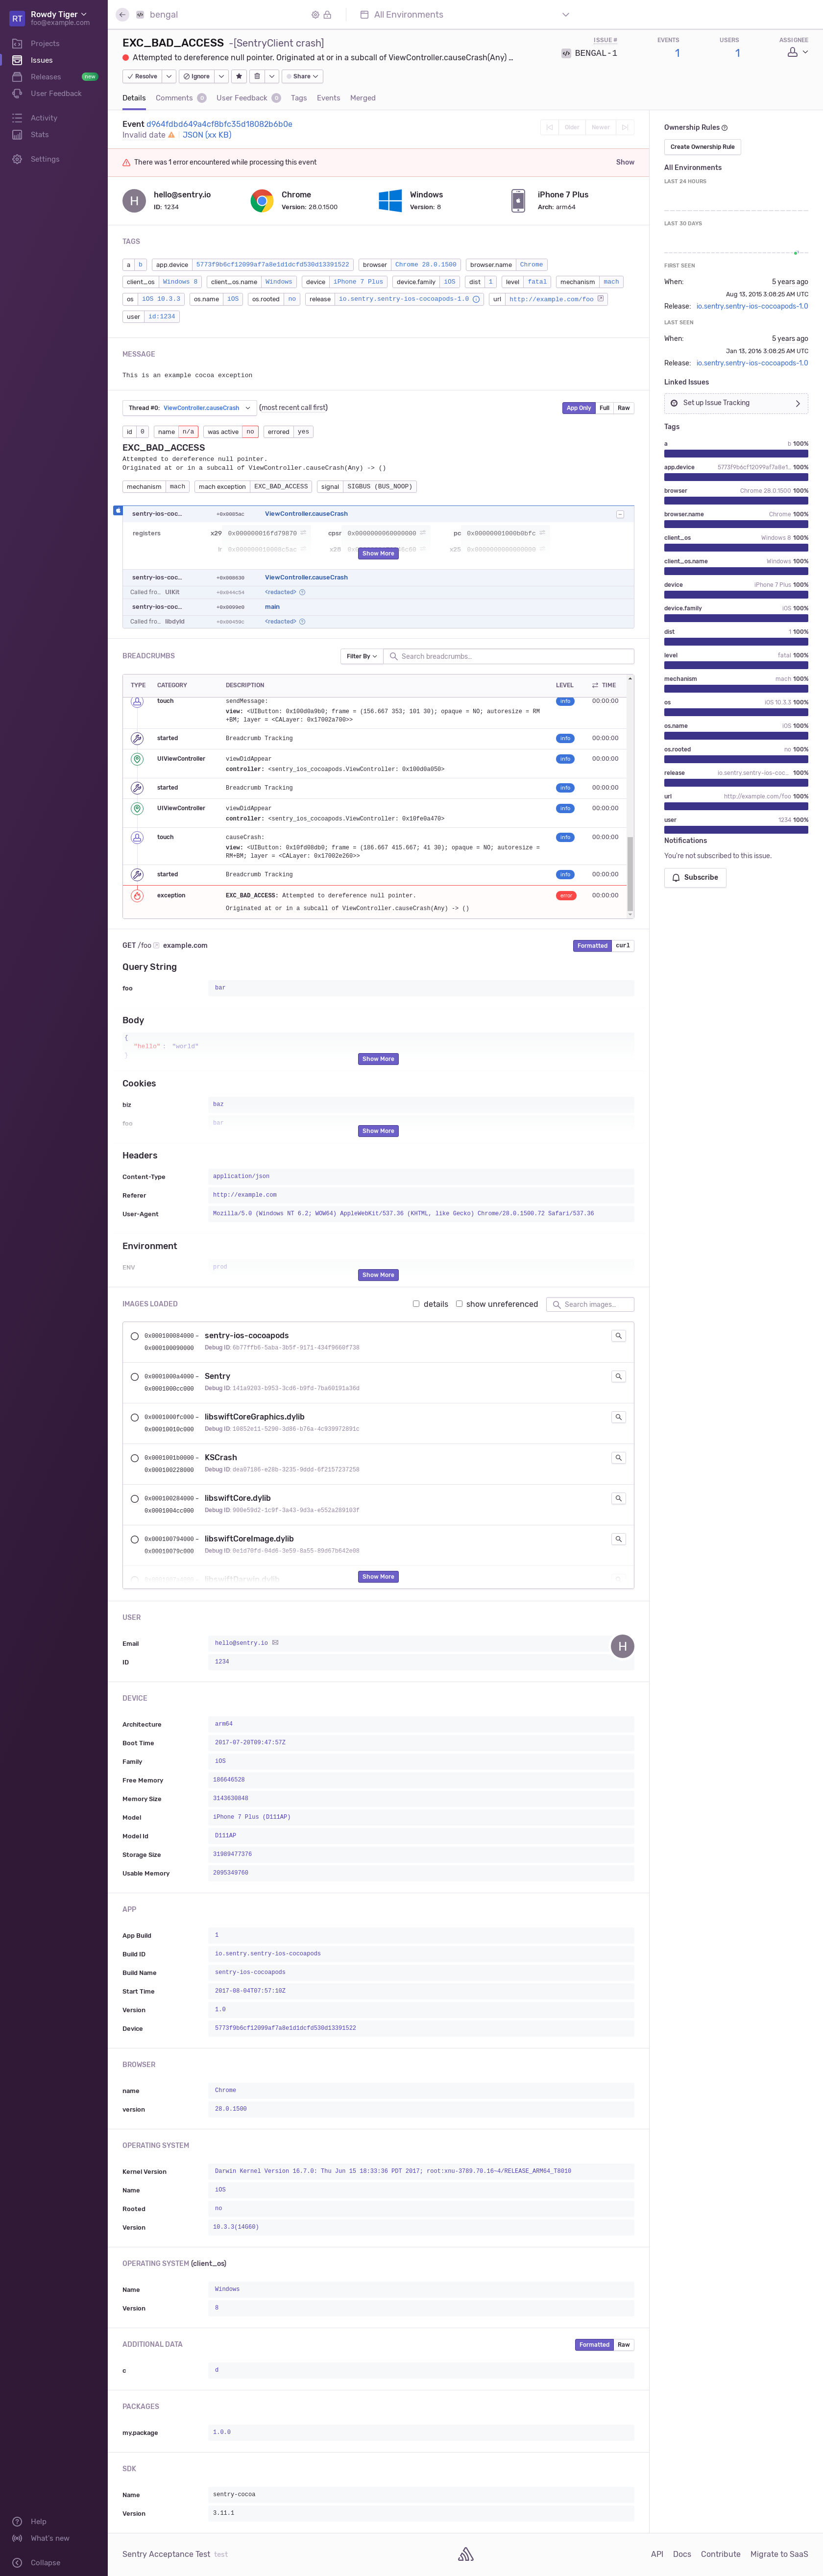 RT
Rowdy Tiger
foo@example.com
Projects
Issues
Releases
new
User Feedback
Activity
Stats
Settings
Help
What's new
Collapse
bengal
All Environments
EXC_BAD_ACCESS -[SentryClient crash]
Attempted to dereference null pointer. Originated at or in a subcall of ViewController.causeCrash(Any) …
Resolve
Ignore
Share
ISSUE #
BENGAL-1
EVENTS
1
USERS
1
ASSIGNEE
Details
Comments 0
User Feedback 0
Tags
Events
Merged
Event d964fdbd649a4cf8bfc35d18082b6b0e
Invalid date
JSON (xx KB)
Older
Newer
There was 1 error encountered while processing this event
Show
H
hello@sentry.io
ID: 1234
Chrome
Version: 28.0.1500
Windows
Version: 8
iPhone 7 Plus
Arch: arm64
TAGS
a b
app.device 5773f9b6cf12099af7a8e1d1dcfd530d13391522
browser Chrome 28.0.1500
browser.name Chrome
client_os Windows 8
client_os.name Windows
device iPhone 7 Plus
device.family iOS
dist 1
level fatal
mechanism mach
os iOS 10.3.3
os.name iOS
os.rooted no
release io.sentry.sentry-ios-cocoapods-1.0
url http://example.com/foo
user id:1234
MESSAGE
This is an example cocoa exception
Thread #0: ViewController.causeCrash
(most recent call first)
App Only
Full
Raw
id 0
name n/a
was active no
errored yes
EXC_BAD_ACCESS
Attempted to dereference null pointer.
Originated at or in a subcall of ViewController.causeCrash(Any) -> ()
mechanism mach
mach exception EXC_BAD_ACCESS
signal SIGBUS (BUS_NOOP)
sentry-ios-coc…
ViewController.causeCrash
registers
x29 0x000000016fd79870
cpsr 0x0000000060000000
pc 0x00000001000b0bfc
x25 0x0000000000000000
Show More
sentry-ios-coc…
+0x000638
ViewController.causeCrash
Called fro… UIKit
+0x044c54
<redacted>
sentry-ios-coc…
main
Called fro… libdyld
<redacted>
BREADCRUMBS
Filter By
Search breadcrumbs...
TYPE
CATEGORY
DESCRIPTION
LEVEL
TIME
touch
sendMessage:
info
00:00:00
view: <UIButton: 0x100d0a9b0; frame = (156.667 353; 101 30); opaque = NO; autoresize = RM
+BM; layer = <CALayer: 0x17002a700>>
started
Breadcrumb Tracking
info
00:00:00
UIViewController
viewDidAppear
info
00:00:00
controller: <sentry_ios_cocoapods.ViewController: 0x100d0a050>
started
Breadcrumb Tracking
info
00:00:00
UIViewController
viewDidAppear
info
00:00:00
controller: <sentry_ios_cocoapods.ViewController: 0x10fe0a470>
touch
causeCrash:
info
00:00:00
view: <UIButton: 0x10fd08db0; frame = (186.667 415.667; 41 30); opaque = NO; autoresize =
RM+BM; layer = <CALayer: 0x17002e260>>
started
Breadcrumb Tracking
info
00:00:00
exception
EXC_BAD_ACCESS: Attempted to dereference null pointer.
error
00:00:00
Originated at or in a subcall of ViewController.causeCrash(Any) -> ()
GET /foo example.com
Formatted
curl
Query String
foo
bar
Body
{
"hello": "world"
}
Show More
Cookies
biz
baz
foo
bar
Show More
Headers
Content-Type
application/json
Referer
http://example.com
User-Agent
Mozilla/5.0 (Windows NT 6.2; WOW64) AppleWebKit/537.36 (KHTML, like Gecko) Chrome/28.0.1500.72 Safari/537.36
Environment
ENV
prod
Show More
IMAGES LOADED
details
show unreferenced
Search images...
0x000100084000 –
0x000100090000
sentry-ios-cocoapods
Debug ID: 6b77ffb6-5aba-3b5f-9171-434f9660f738
0x0001000a4000 –
0x0001000cc000
Sentry
Debug ID: 141a9203-b953-3cd6-b9fd-7ba60191a36d
0x0001000fc000 –
0x00010010c000
libswiftCoreGraphics.dylib
Debug ID: 10852e11-5290-3d86-b76a-4c939972891c
0x0001001b0000 –
0x000100228000
KSCrash
Debug ID: dea07106-e28b-3235-9ddd-6f2157237250
0x000100284000 –
0x0001004cc000
libswiftCore.dylib
Debug ID: 900e59d2-1c9f-3a43-9d3a-e552a289103f
0x000100794000 –
0x00010079c000
libswiftCoreImage.dylib
Debug ID: 0e1d70fd-04d6-3e59-8a55-89d67b642e88
libswiftDarwin.dylib
Show More
USER
Email
hello@sentry.io
H
ID
1234
DEVICE
Architecture
arm64
Boot Time
2017-07-20T09:47:57Z
Family
iOS
Free Memory
186646528
Memory Size
3143630848
Model
iPhone 7 Plus (D111AP)
Model Id
D111AP
Storage Size
31989477376
Usable Memory
2095349760
APP
App Build
1
Build ID
io.sentry.sentry-ios-cocoapods
Build Name
sentry-ios-cocoapods
Start Time
2017-08-04T07:57:10Z
Version
1.0
Device
5773f9b6cf12099af7a8e1d1dcfd530d13391522
BROWSER
name
Chrome
version
28.0.1500
OPERATING SYSTEM
Kernel Version
Darwin Kernel Version 16.7.0: Thu Jun 15 18:33:36 PDT 2017; root:xnu-3789.70.16~4/RELEASE_ARM64_T8010
Name
iOS
Rooted
no
Version
10.3.3(14G60)
OPERATING SYSTEM (client_os)
Name
Windows
Version
8
ADDITIONAL DATA
Formatted
Raw
c
d
PACKAGES
my.package
1.0.0
SDK
Name
sentry-cocoa
Version
3.11.1
Ownership Rules
Create Ownership Rule
All Environments
LAST 24 HOURS
LAST 30 DAYS
FIRST SEEN
When: 5 years ago
Aug 13, 2015 3:08:25 AM UTC
Release: io.sentry.sentry-ios-cocoapods-1.0
LAST SEEN
When: 5 years ago
Jan 13, 2016 3:08:25 AM UTC
Release: io.sentry.sentry-ios-cocoapods-1.0
Linked Issues
Set up Issue Tracking
Tags
a b 100%
app.device 5773f9b6cf12099af7a8e1… 100%
browser Chrome 28.0.1500 100%
browser.name Chrome 100%
client_os Windows 8 100%
client_os.name Windows 100%
device iPhone 7 Plus 100%
device.family iOS 100%
dist 1 100%
level fatal 100%
mechanism mach 100%
os iOS 10.3.3 100%
os.name iOS 100%
os.rooted no 100%
release io.sentry.sentry-ios-coc… 100%
url http://example.com/foo 100%
user 1234 100%
Notifications
You're not subscribed to this issue.
Subscribe
Sentry Acceptance Test test
API
Docs
Contribute
Migrate to SaaS